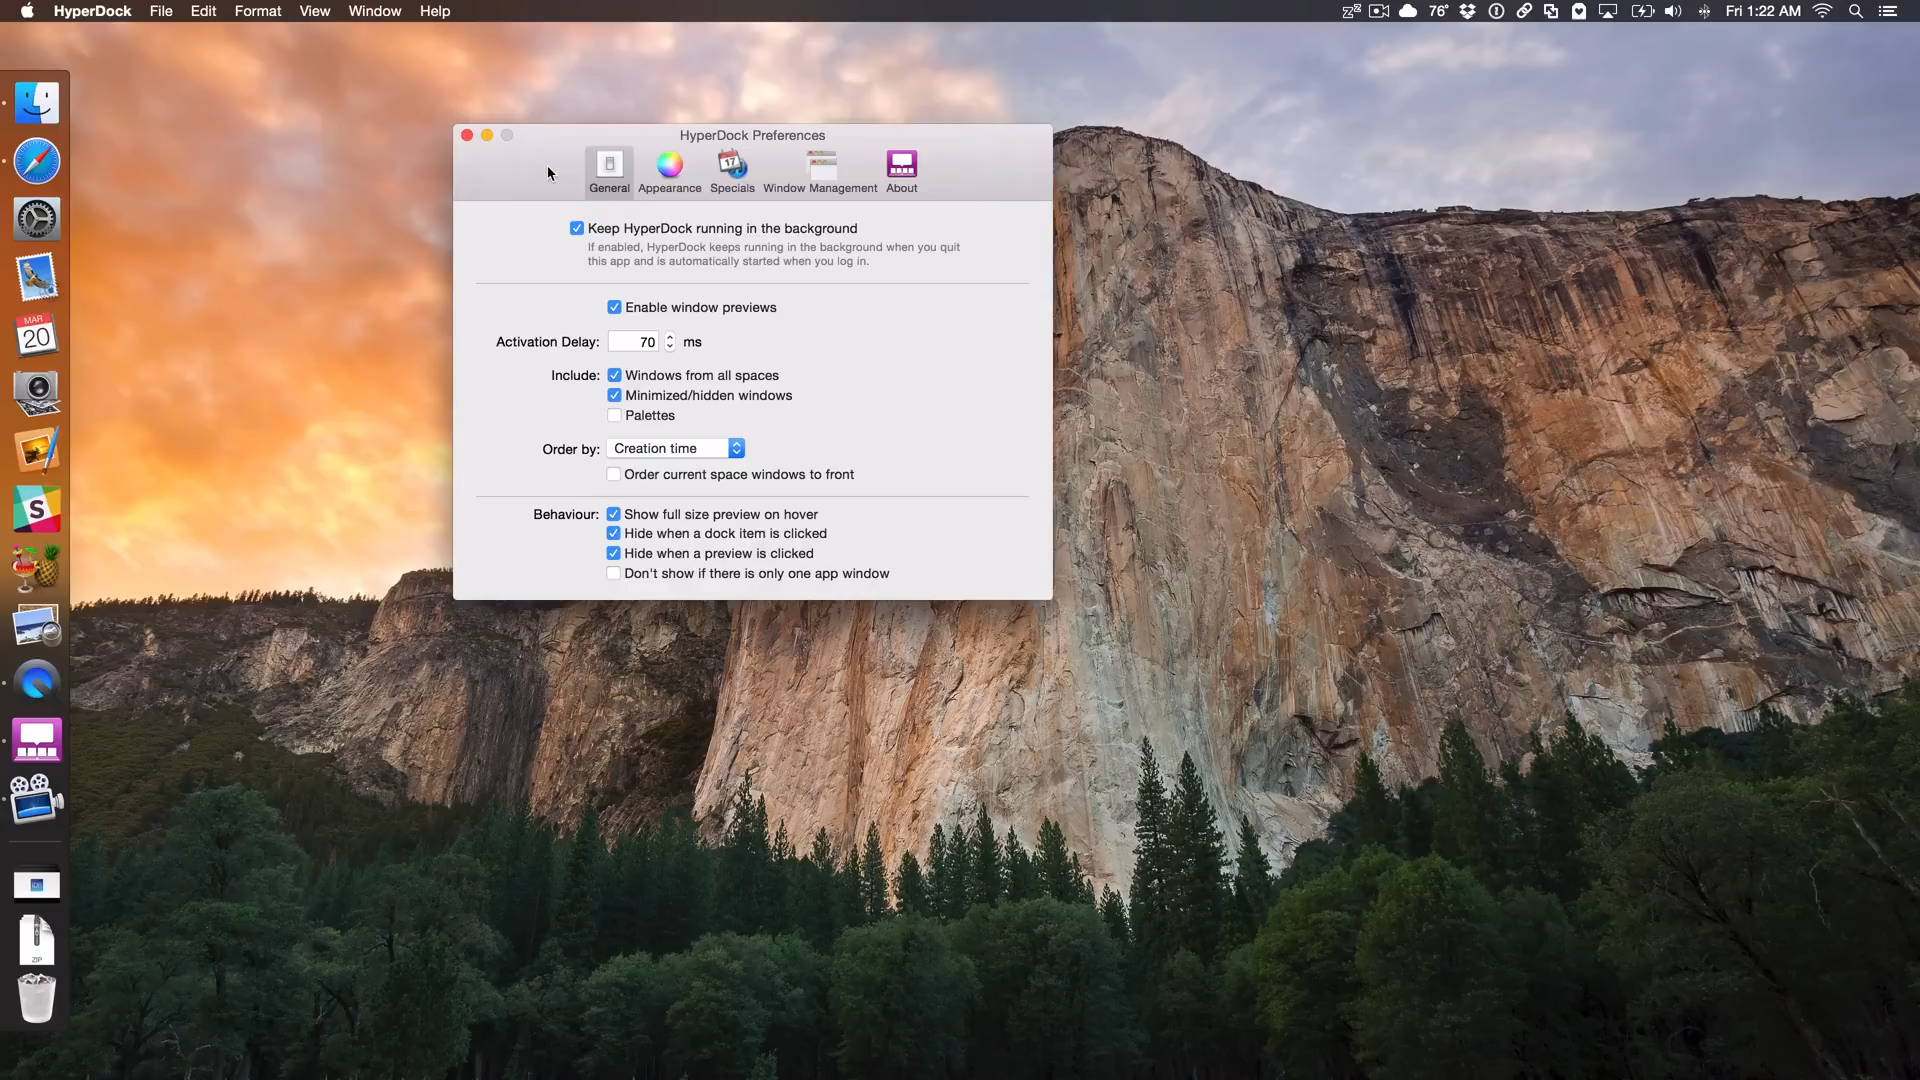 HyperDock File Edit Format View Window Help
76° Fri 1:22 AM
HyperDock Preferences
General Appearance Specials Window Management About
17
Keep HyperDock running in the background
If enabled, HyperDock keeps running in the background when you quit
this app and is automatically started when you log in.
Enable window previews
Activation Delay: 70 ms
Include: Windows from all spaces
Minimized/hidden windows
Palettes
Order by: Creation time
Order current space windows to front
Behaviour: Show full size preview on hover
Hide when a dock item is clicked
Hide when a preview is clicked
Don't show if there is only one app window
MAR
20
S
ZIP